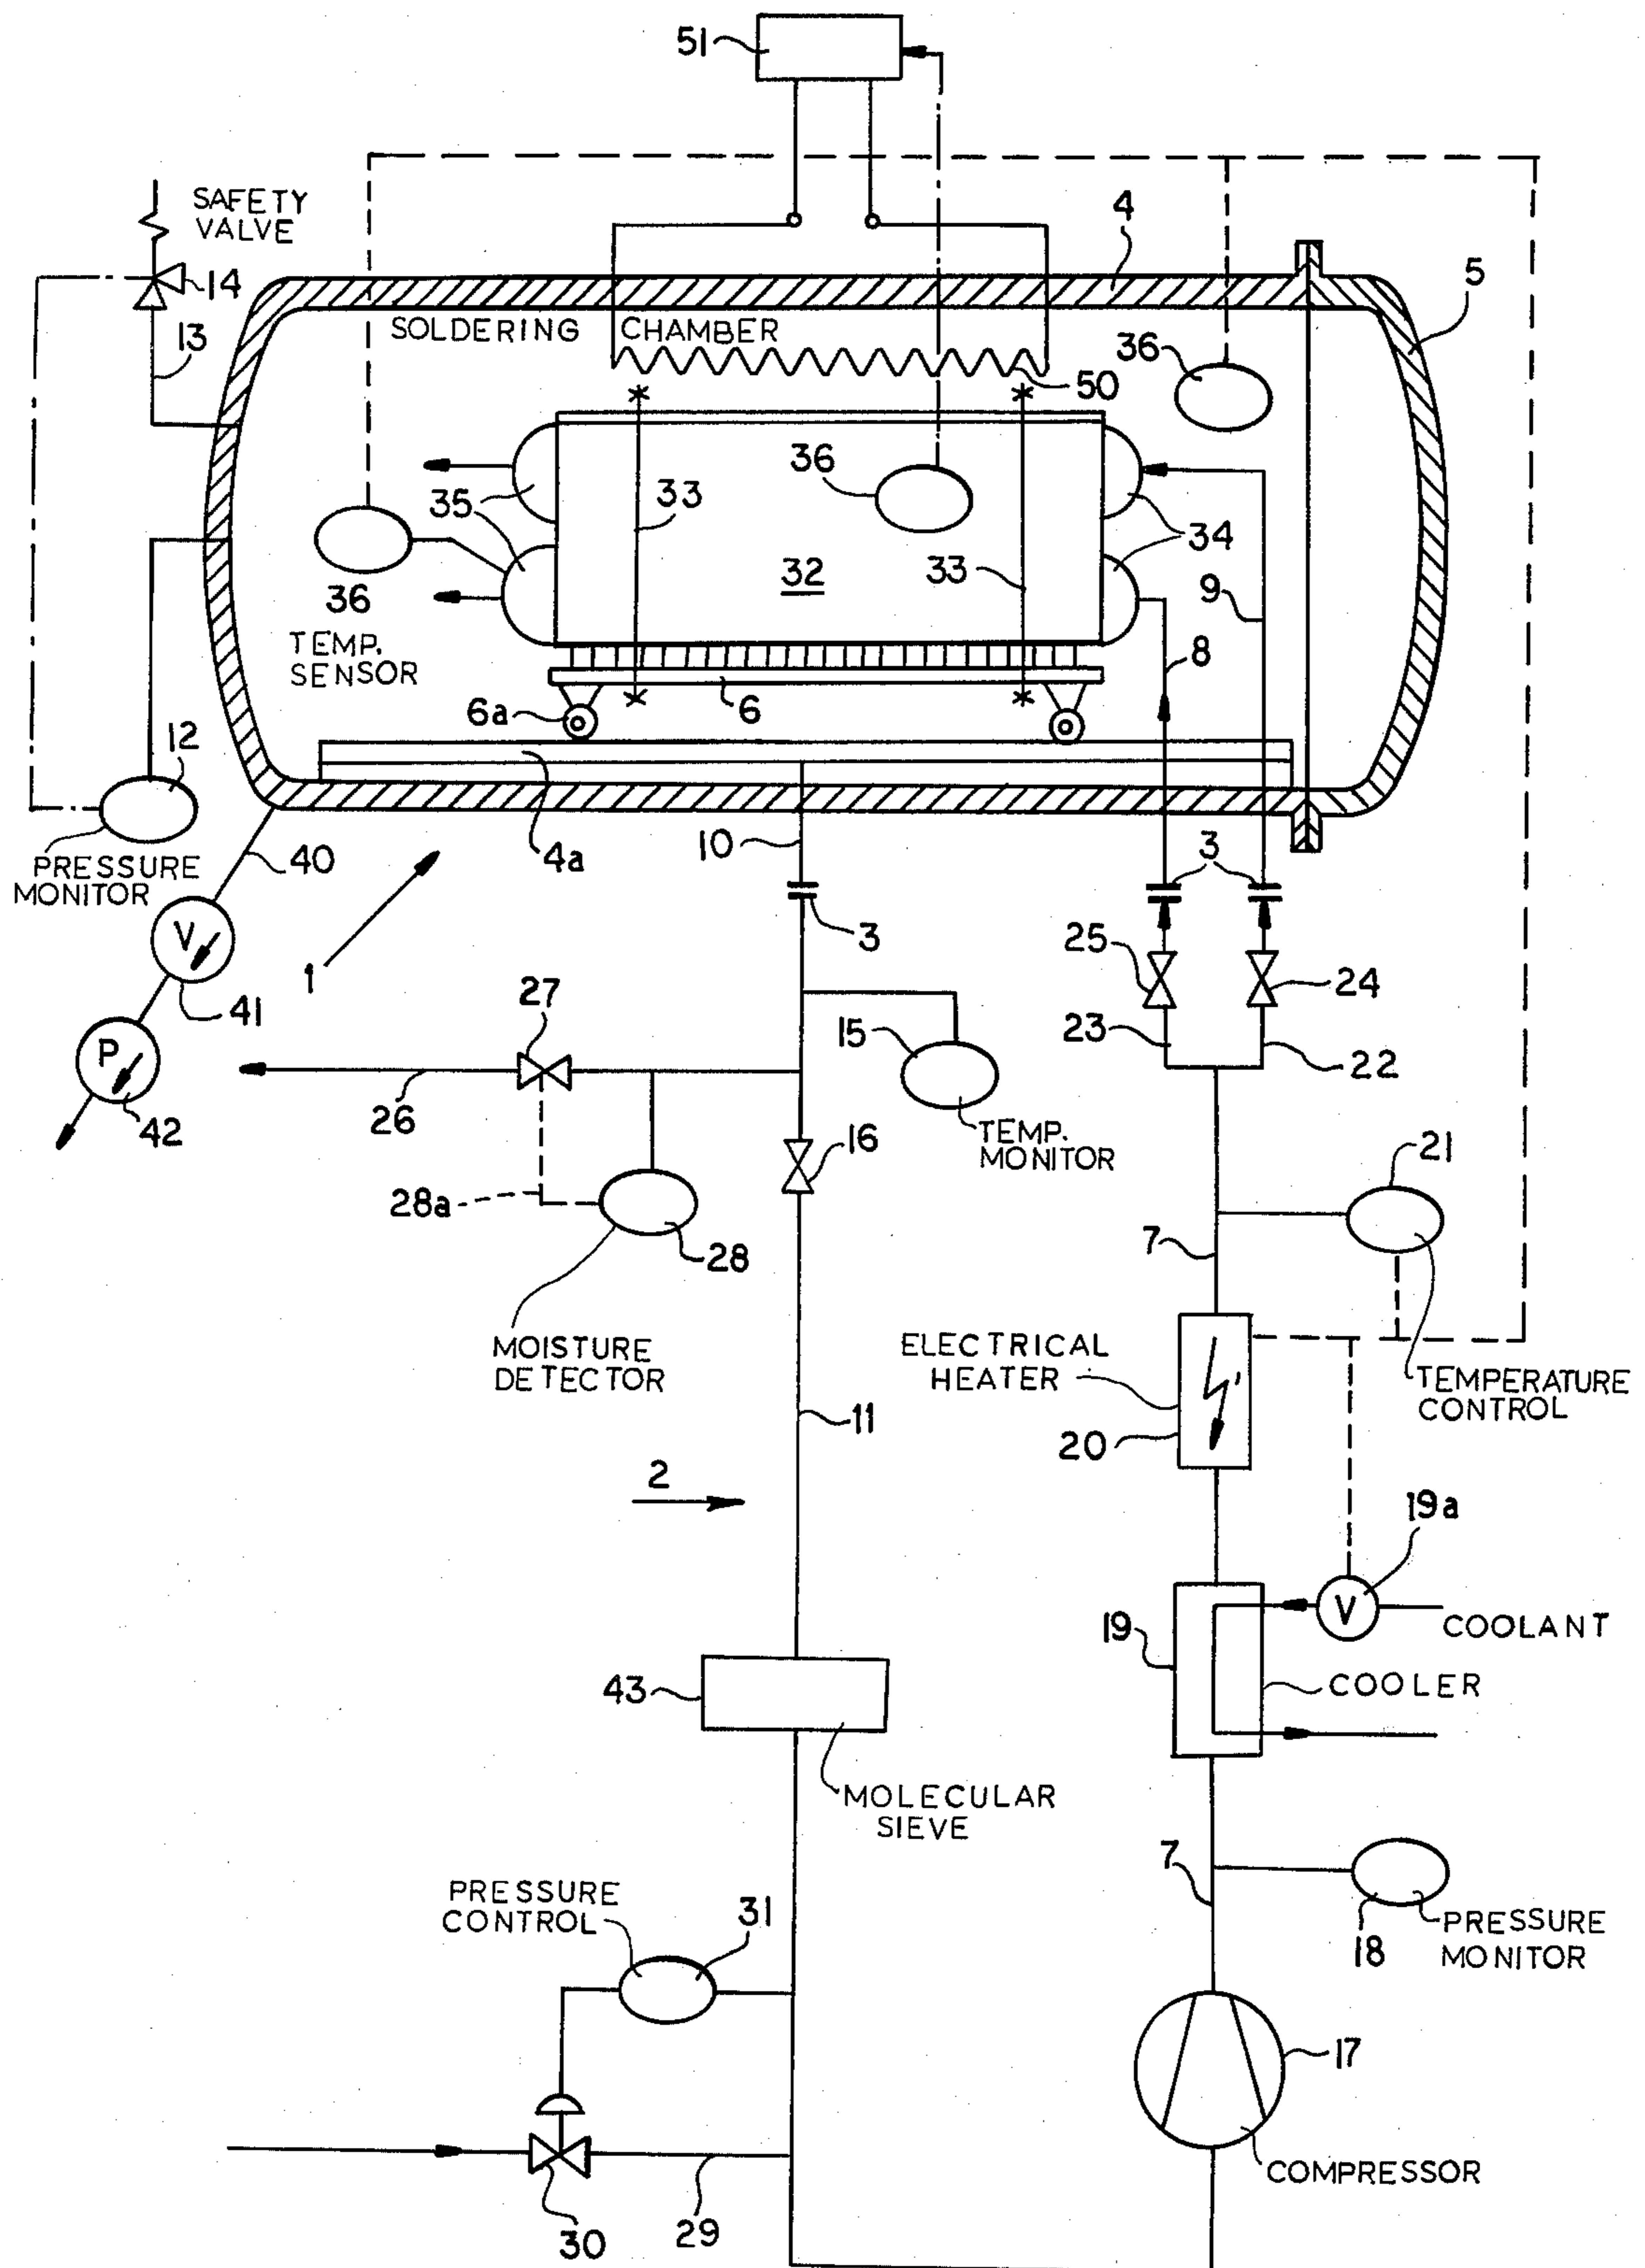 51
SAFETY
VALVE
4
14
5
13
SOLDERING CHAMBER
36
50
36
35
33
34
32
33
9
36
TEMP.
SENSOR
8
6a
6
12
10
4a
3
PRESSURE
MONITOR
40
V
3
25
24
1
41
27
15
23
22
P
26
42
16
TEMP.
MONITOR
21
28a
28
7
MOISTURE
DETECTOR
ELECTRICAL
HEATER
TEMPERATURE
CONTROL
11
20
2
19a
V
COOLANT
19
43
COOLER
MOLECULAR
SIEVE
7
PRESSURE
CONTROL
31
18
PRESSURE
MONITOR
17
COMPRESSOR
30
29